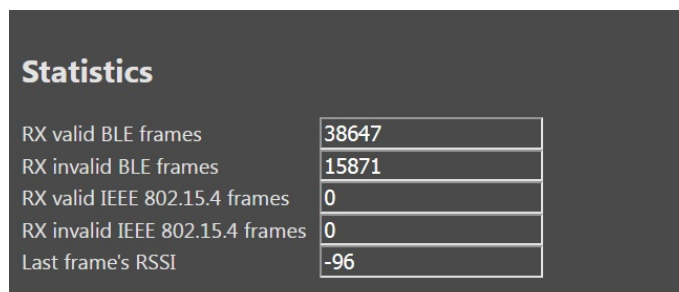 Statistics
RX valid BLE frames 38647
RX invalid BLE frames 15871
RX valid IEEE 802.15.4 frames 0
RX invalid IEEE 802.15.4 frames 0
Last frame's RSSI -96